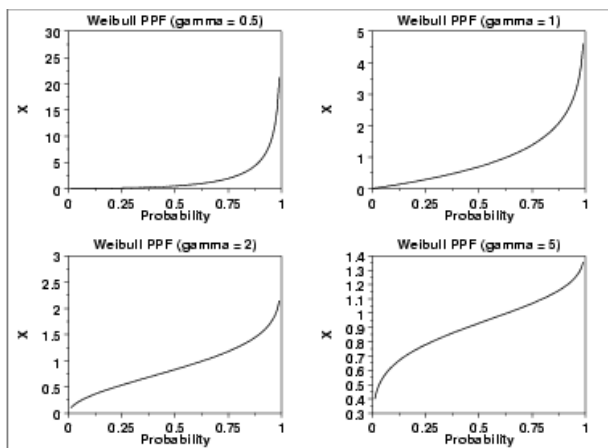 Weibull PPF (gamma = 0.5)
30
25
20
15
10
5
0
X
0 0.25 0.5 0.75 1
Probability
Weibull PPF (gamma = 1)
5
4
3
2
1
0
X
0 0.25 0.5 0.75 1
Probability
Weibull PPF (gamma = 2)
3
2.5
2
1.5
1
0.5
0
X
0 0.25 0.5 0.75 1
Probability
Weibull PPF (gamma = 5)
1.4
1.3
1.2
1.1
1
0.9
0.8
0.7
0.6
0.5
0.4
0.3
X
0 0.25 0.5 0.75 1
Probability